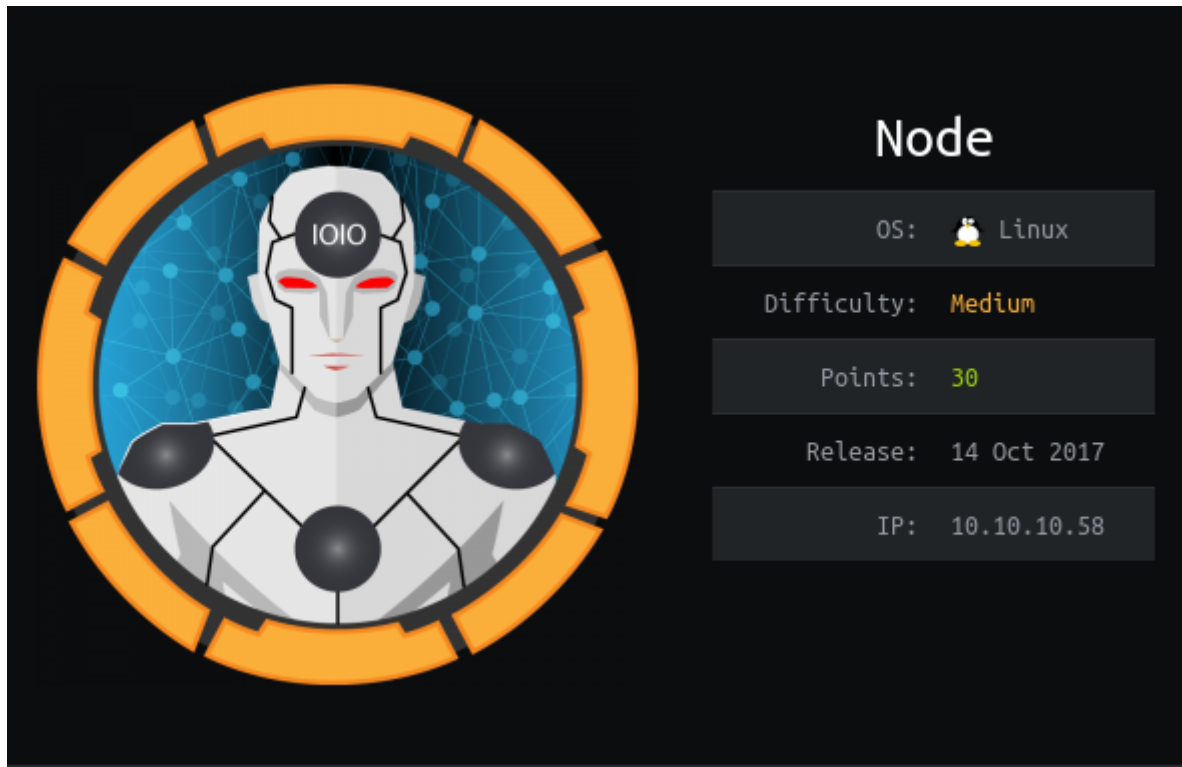 IOIO
Node
OS: Linux
Difficulty: Medium
Points: 30
Release: 14 Oct 2017
IP: 10.10.10.58